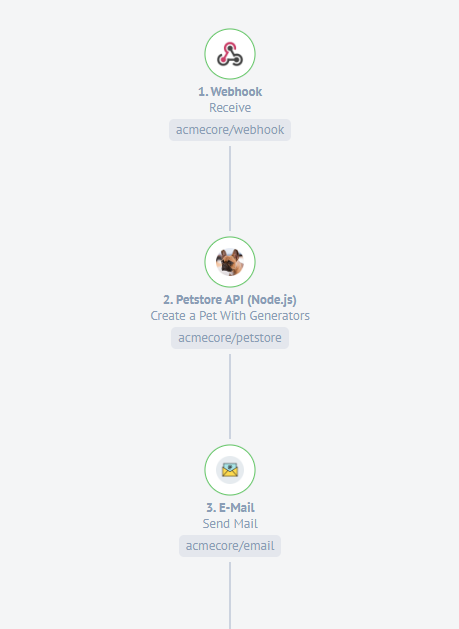 1. Webhook
Receive
acmecore/webhook
2. Petstore API (Node.js)
Create a Pet With Generators
acmecore/petstore
3. E-Mail
Send Mail
acmecore/email